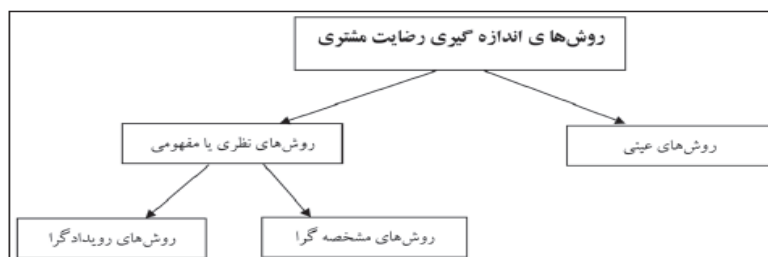 روش‌ها ی اندازه گیری رضایت مشتری
روش‌های عینی
روش‌های نظری یا مفهومی
روش‌های مشخصه گرا
روش‌های رویدادگرا